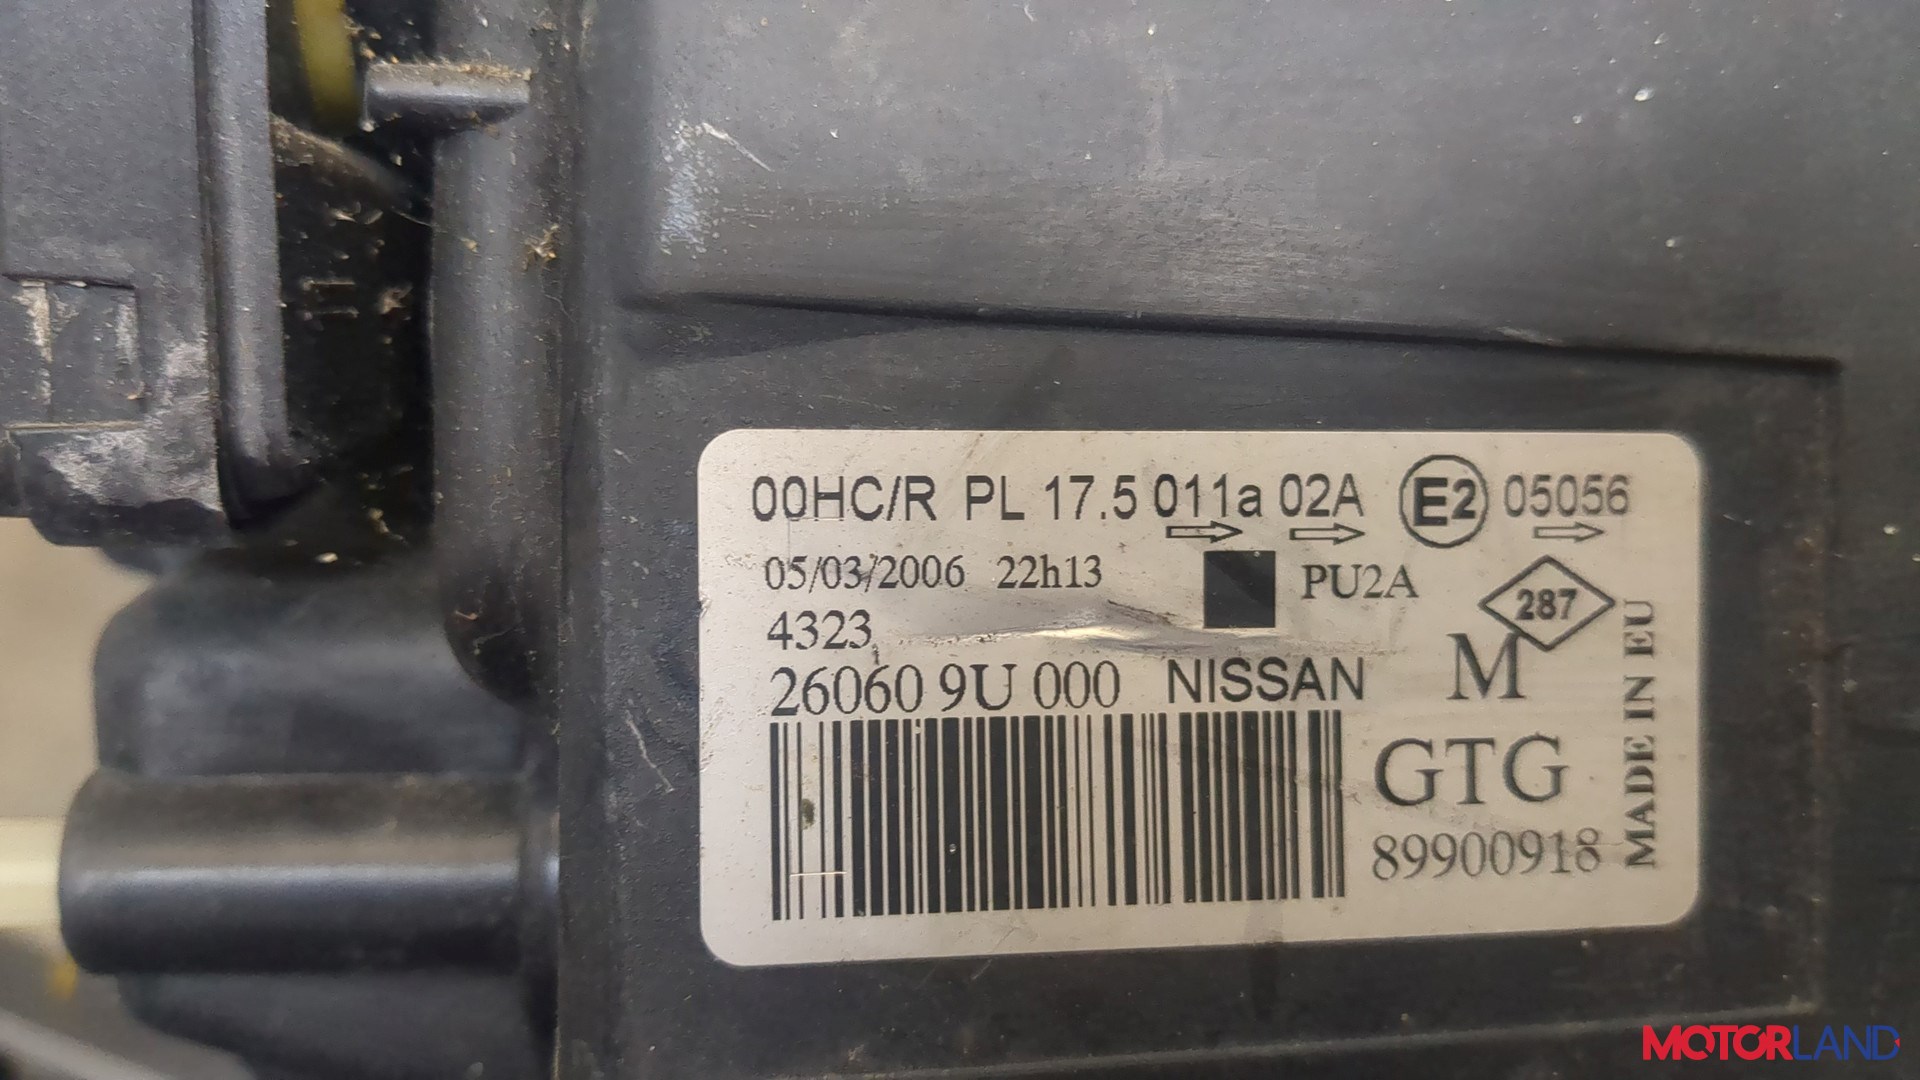 00HC/R PL 17.5 011a 02A E2 05056
05/03/2006 22h13 PU2A 287
4323
26060 9U 000 NISSAN M
GTG
89900918
MADE IN EU
MOTORLAND